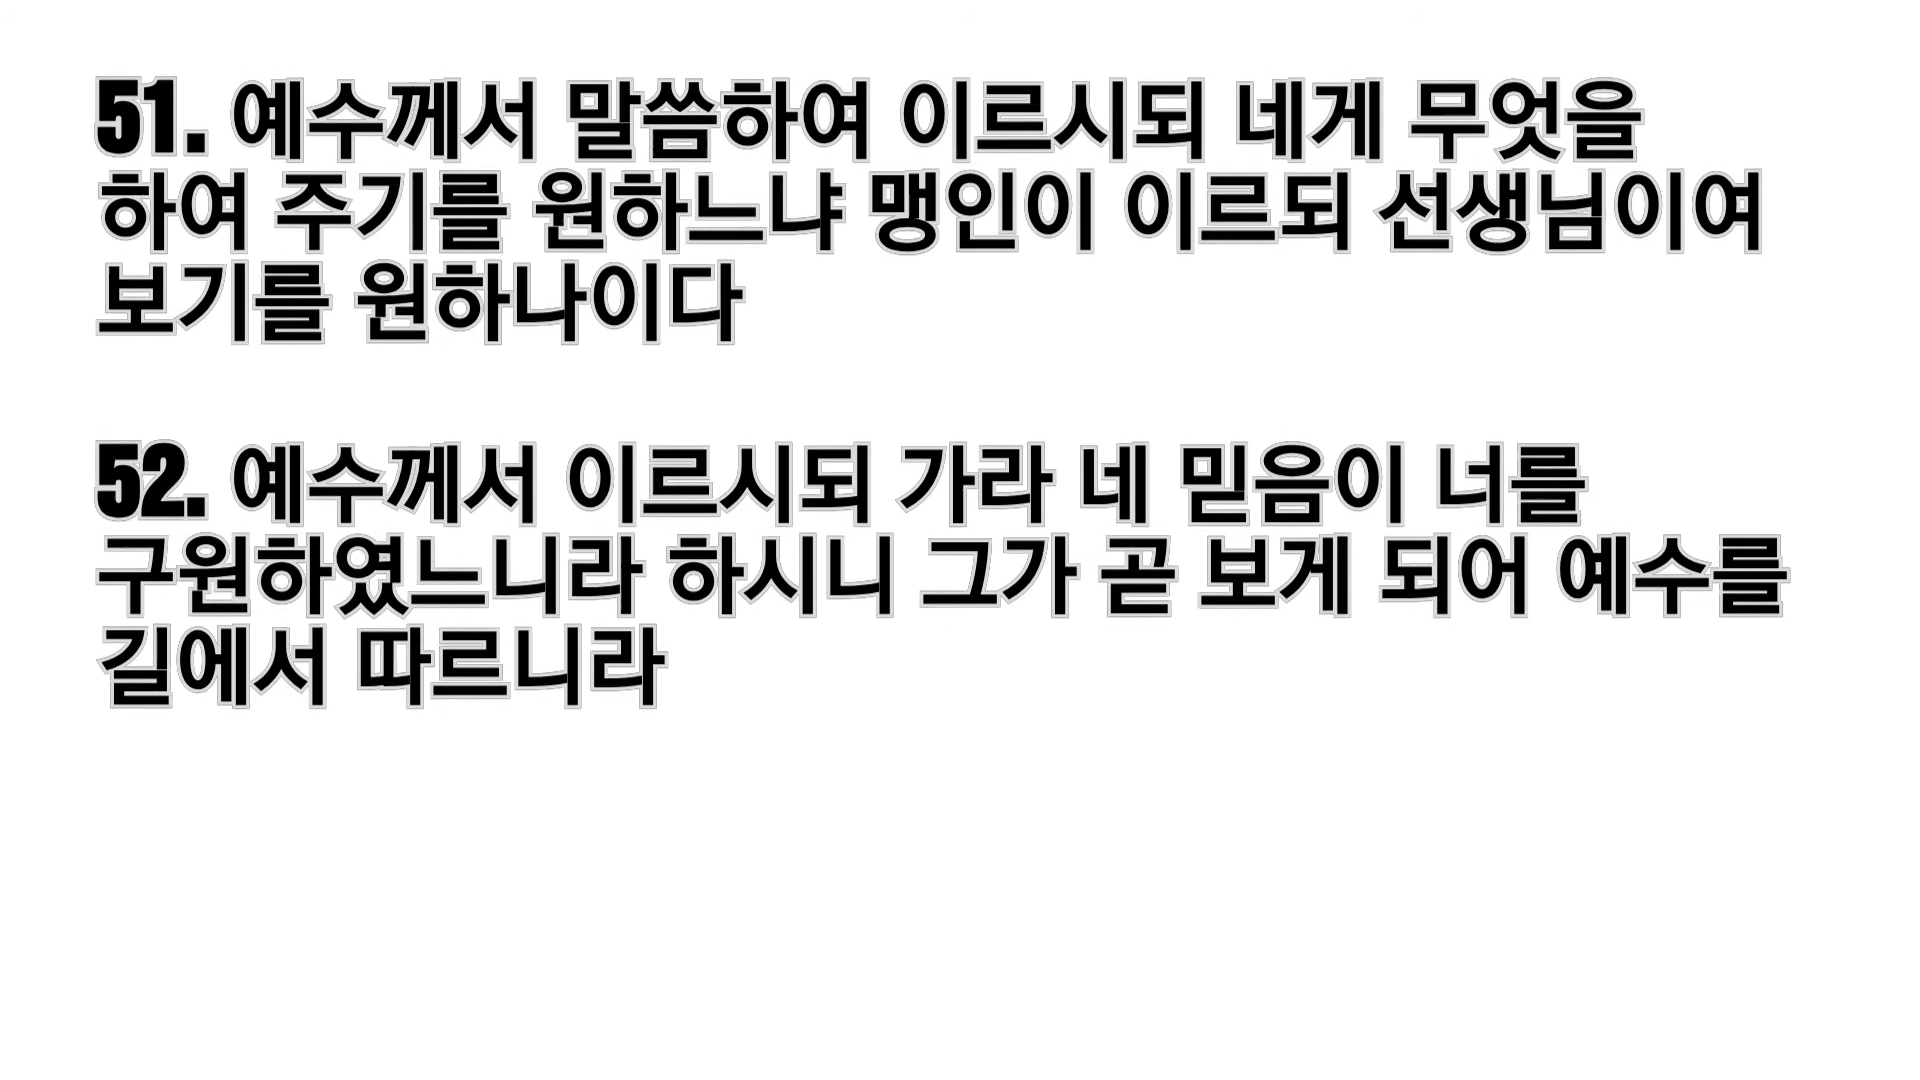 51. 예수께서 말씀하여 이르시되 네게 무엇을
하여 주기를 원하느냐 맹인이 이르되 선생님이여
보기를 원하나이다
52. 예수께서 이르시되 가라 네 믿음이 너를
구원하였느니라 하시니 그가 곧 보게 되어 예수를
길에서 따르니라